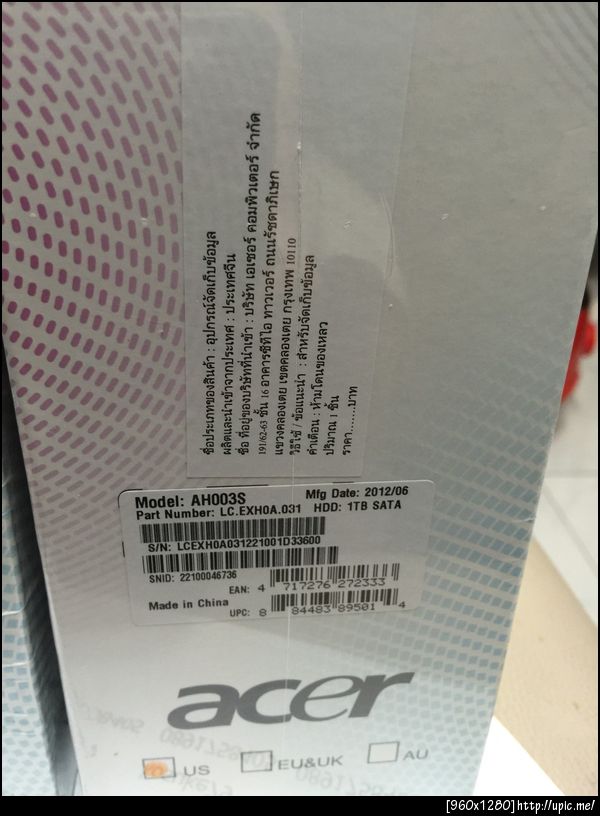 ชื่อประเภทของสินค้า : อุปกรณ์จัดเก็บข้อมูล
ผลิตและนำเข้าจากประเทศ : ประเทศจีน
ชื่อ ที่อยู่ของบริษัทที่นำเข้า : บริษัท เอเซอร์ คอมพิวเตอร์ จำกัด
191/62-63 ชั้น 16 อาคารซีทีไอ ทาวเวอร์ ถนนรัชดาภิเษก
แขวงคลองเตย เขตคลองเตย กรุงเทพ 10110
วิธีใช้ / ข้อแนะนำ : สำหรับจัดเก็บข้อมูล
คำเตือน : ห้ามโดนของเหลว
ปริมาณ 1 ชิ้น
ราคา.......บาท
Model: AH003S Mfg Date: 2012/06
Part Number: LC.EXH0A.031 HDD: 1TB SATA
S/N: LCEXH0A031221001D33600
SNID: 22100046736
EAN: 4 717276 272333
Made in China
UPC: 8 84483 89501 4
acer
US EU&UK AU
[960x1280]http://upic.me/